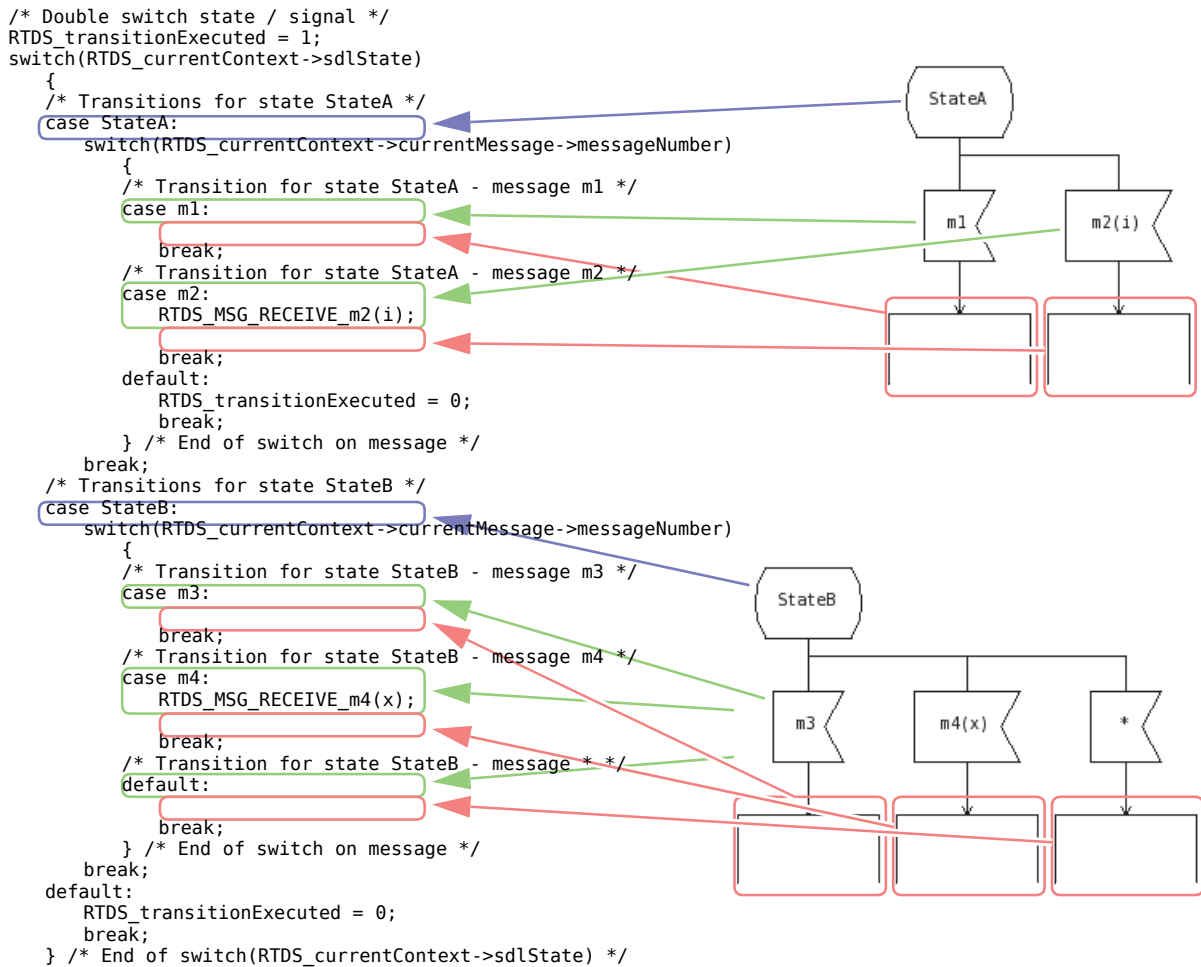 /* Double switch state / signal */
RTDS_transitionExecuted = 1;
switch(RTDS_currentContext->sdlState)
{
/* Transitions for state StateA */
case StateA:
switch(RTDS_currentContext->currentMessage->messageNumber)
{
/* Transition for state StateA - message m1 */
case m1:
break;
/* Transition for state StateA - message m2 */
case m2:
RTDS_MSG_RECEIVE_m2(i);
break;
default:
RTDS_transitionExecuted = 0;
break;
} /* End of switch on message */
break;
/* Transitions for state StateB */
case StateB:
switch(RTDS_currentContext->currentMessage->messageNumber)
{
/* Transition for state StateB - message m3 */
case m3:
break;
/* Transition for state StateB - message m4 */
case m4:
RTDS_MSG_RECEIVE_m4(x);
break;
/* Transition for state StateB - message * */
default:
break;
} /* End of switch on message */
break;
default:
RTDS_transitionExecuted = 0;
break;
} /* End of switch(RTDS_currentContext->sdlState) */
StateA
m1
m2(i)
StateB
m3
m4(x)
*